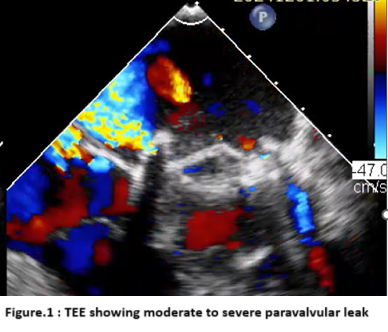 P
-47.0
cm/s
Figure.1 : TEE showing moderate to severe paravalvular leak